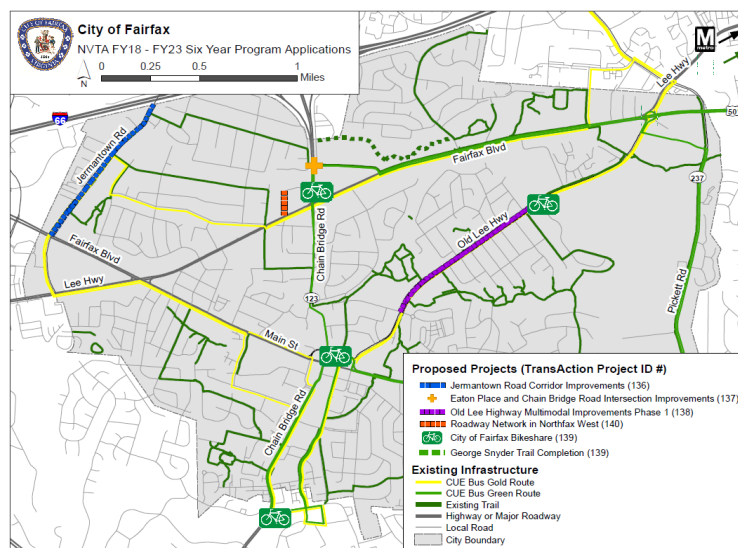 City of Fairfax
NVTA FY18 - FY23 Six Year Program Applications
N
0 0.25 0.5 1
Miles
M
metro
66
Jermantown Rd
Lee Hwy
50
Fairfax Blvd
237
Chain Bridge Rd
Old Lee Hwy
Fairfax Blvd
Lee Hwy
123
Pickett Rd
Main St
Chain Bridge Rd
Proposed Projects (TransAction Project ID #)
Jermantown Road Corridor Improvements (136)
Eaton Place and Chain Bridge Road Intersection Improvements (137)
Old Lee Highway Multimodal Improvements Phase 1 (138)
Roadway Network in Northfax West (140)
City of Fairfax Bikeshare (139)
George Snyder Trail Completion (139)
Existing Infrastructure
CUE Bus Gold Route
CUE Bus Green Route
Existing Trail
Highway or Major Roadway
Local Road
City Boundary